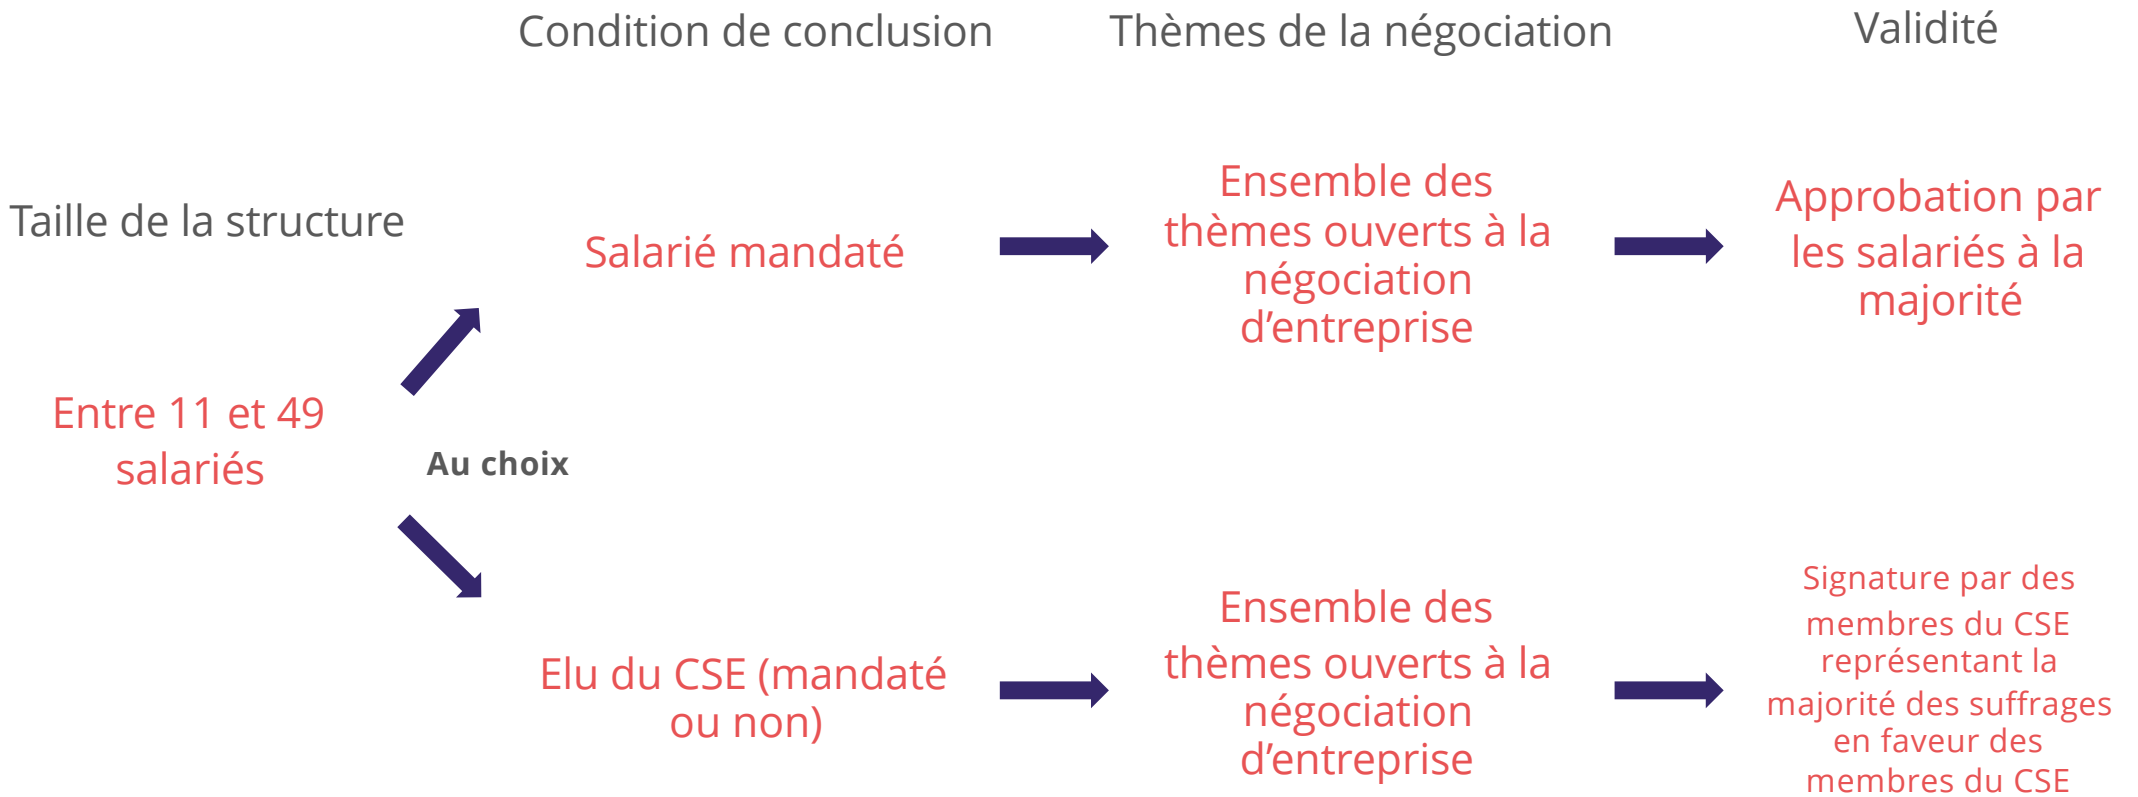 Condition de conclusion
Thèmes de la négociation
Validité
Taille de la structure
Entre 11 et 49
salariés
Au choix
Salarié mandaté
Ensemble des
thèmes ouverts à la
négociation
d’entreprise
Approbation par
les salariés à la
majorité
Elu du CSE (mandaté
ou non)
Ensemble des
thèmes ouverts à la
négociation
d’entreprise
Signature par des
membres du CSE
représentant la
majorité des suffrages
en faveur des
membres du CSE